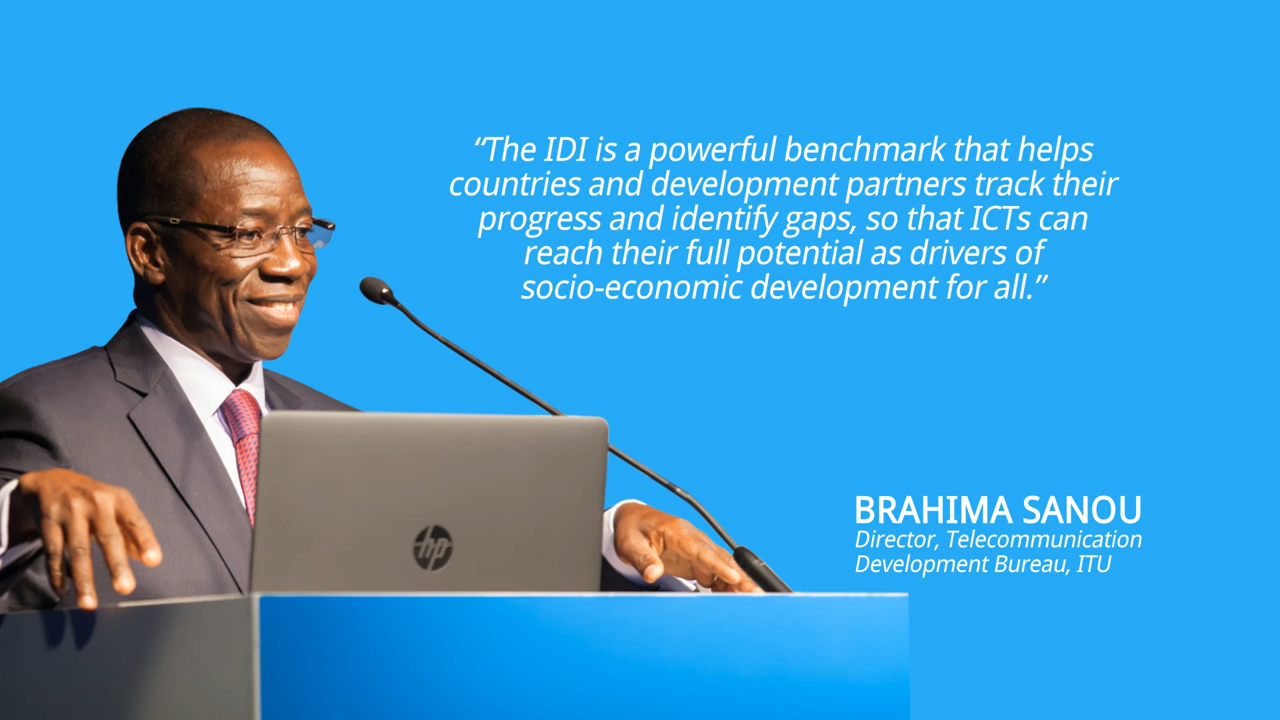 “The IDI is a powerful benchmark that helps
countries and development partners track their
progress and identify gaps, so that ICTs can
reach their full potential as drivers of
socio-economic development for all.”
hp
BRAHIMA SANOU
Director, Telecommunication
Development Bureau, ITU